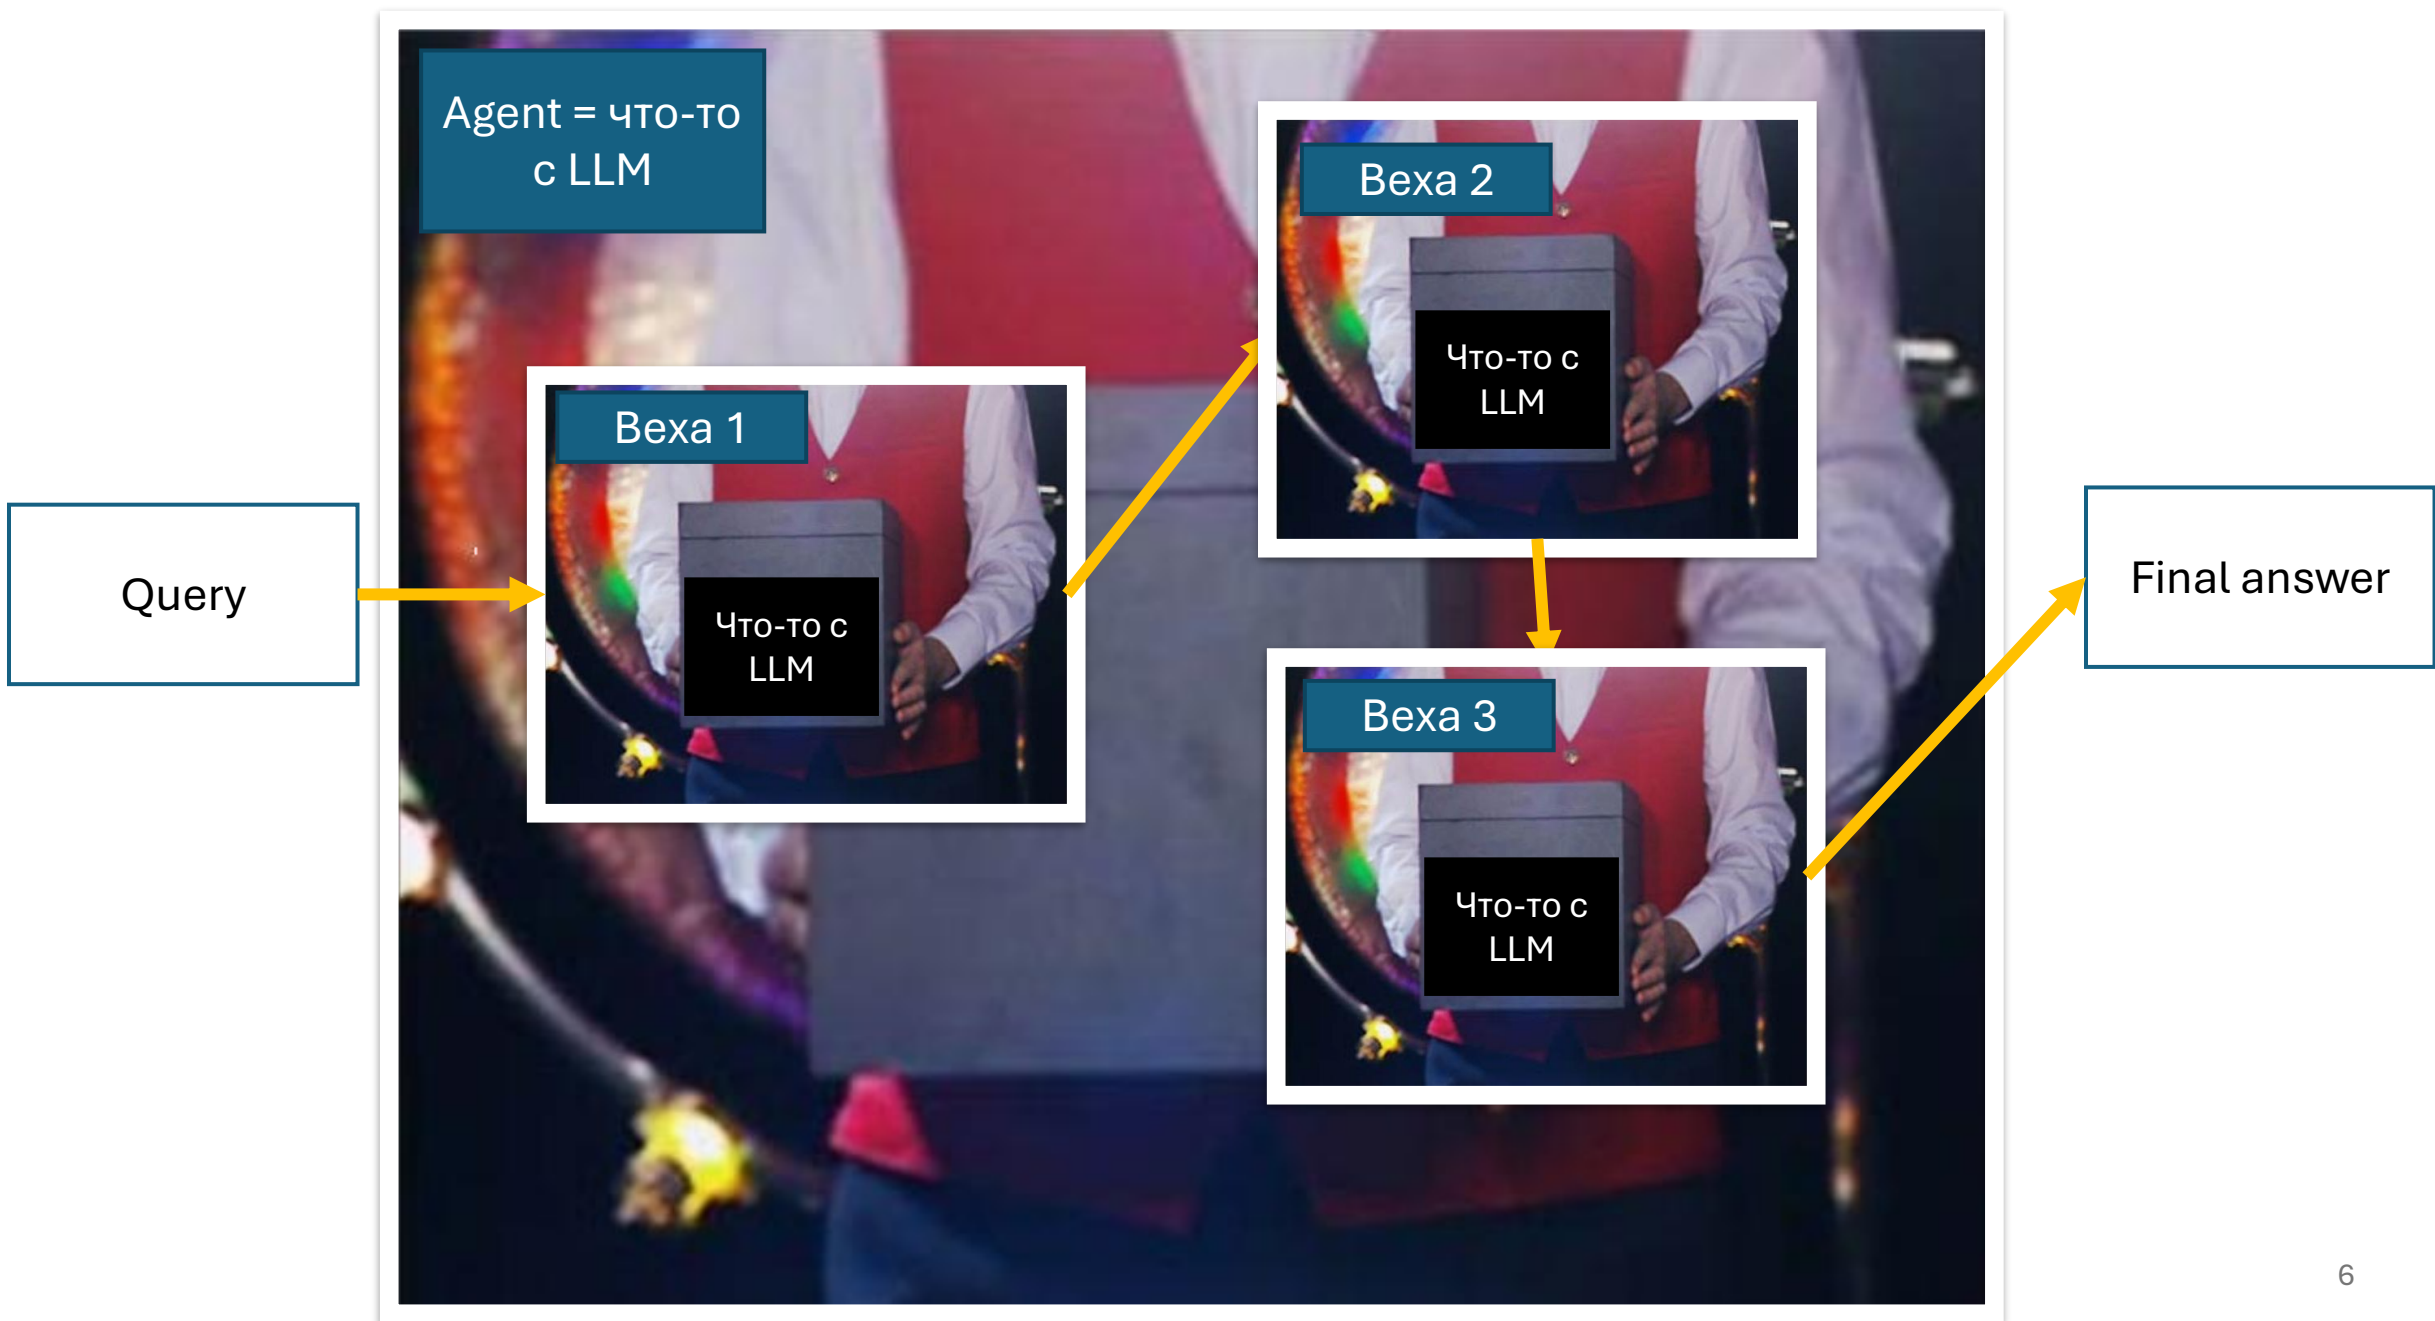 Agent = что-то
с LLM
Query
Веха 1
Что-то с
LLM
Веха 2
Что-то с
LLM
Веха 3
Что-то с
LLM
Final answer
6